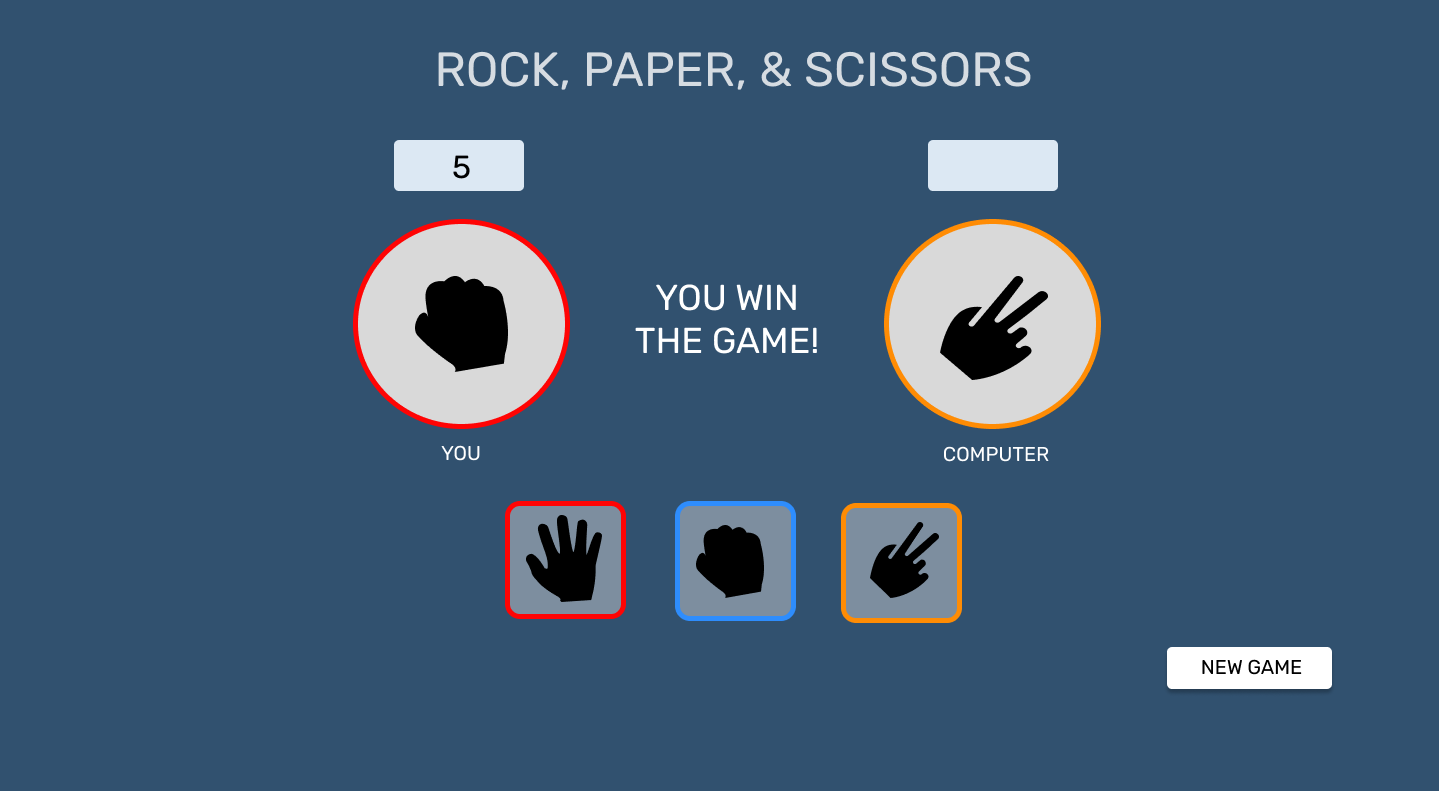 ROCK, PAPER, & SCISSORS
5
YOU WIN
THE GAME!
YOU
COMPUTER
NEW GAME